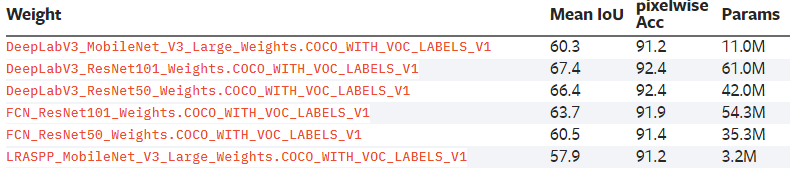 Weight Mean IoU pixelwise Acc Params
DeepLabV3_MobileNet_V3_Large_Weights.COCO_WITH_VOC_LABELS_V1 60.3 91.2 11.0M
DeepLabV3_ResNet101_Weights.COCO_WITH_VOC_LABELS_V1 67.4 92.4 61.0M
DeepLabV3_ResNet50_Weights.COCO_WITH_VOC_LABELS_V1 66.4 92.4 42.0M
FCN_ResNet101_Weights.COCO_WITH_VOC_LABELS_V1 63.7 91.9 54.3M
FCN_ResNet50_Weights.COCO_WITH_VOC_LABELS_V1 60.5 91.4 35.3M
LRASPP_MobileNet_V3_Large_Weights.COCO_WITH_VOC_LABELS_V1 57.9 91.2 3.2M